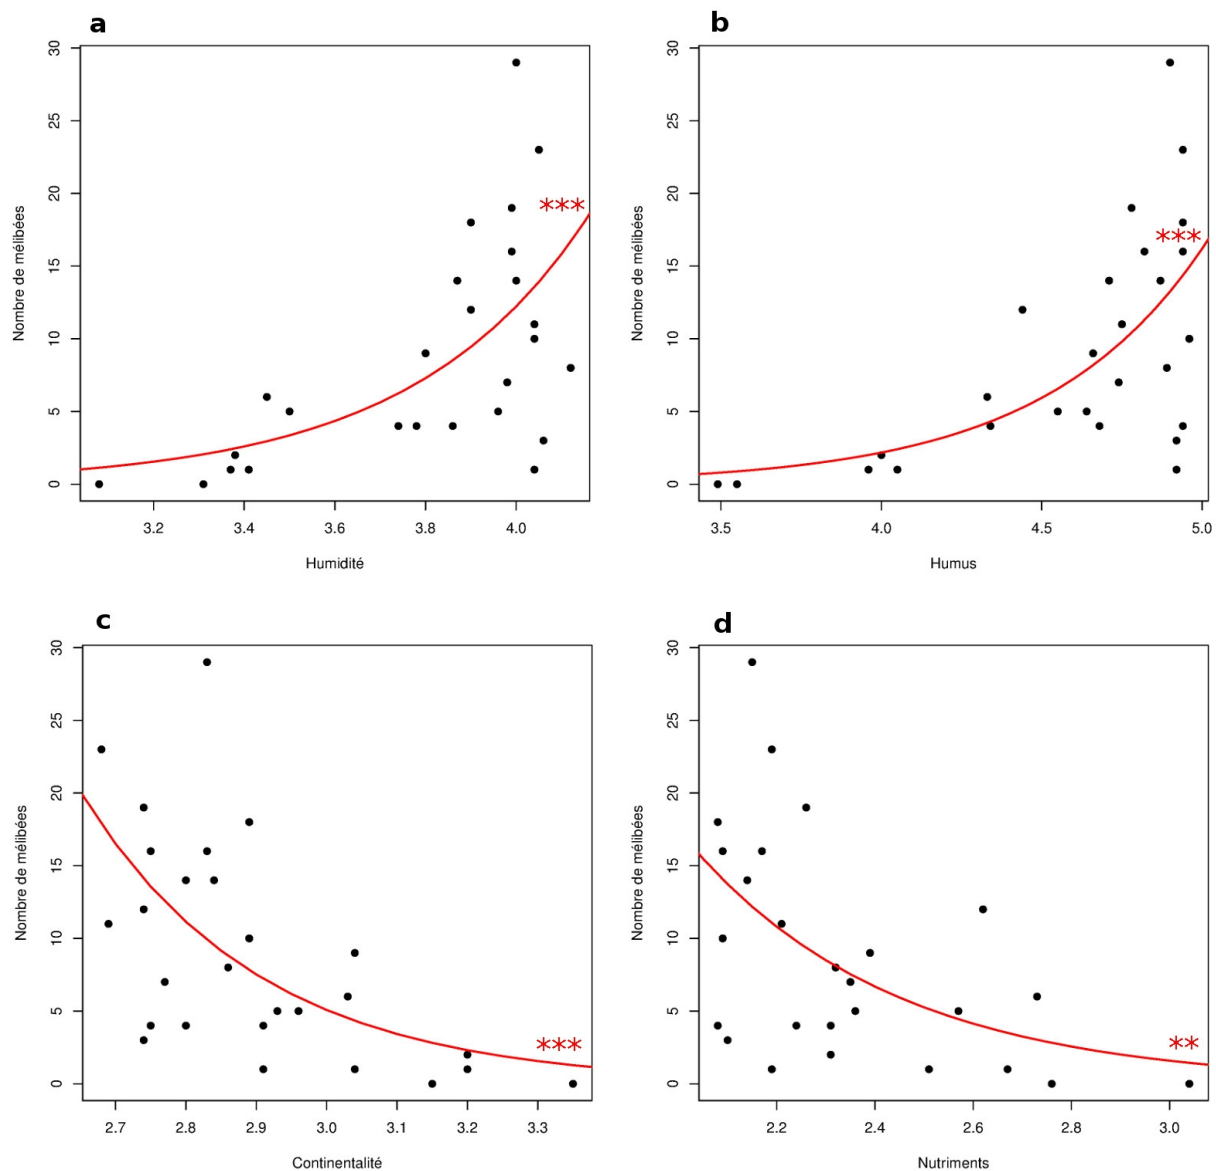 a
30
25
20
15
10
5
0
Nombre de mélibées
***
3.2 3.4 3.6 3.8 4.0
Humidité
b
30
25
20
15
10
5
0
Nombre de mélibées
***
3.5 4.0 4.5 5.0
Humus
c
30
25
20
15
10
5
0
Nombre de mélibées
***
2.7 2.8 2.9 3.0 3.1 3.2 3.3
Continentalité
d
30
25
20
15
10
5
0
Nombre de mélibées
**
2.2 2.4 2.6 2.8 3.0
Nutriments